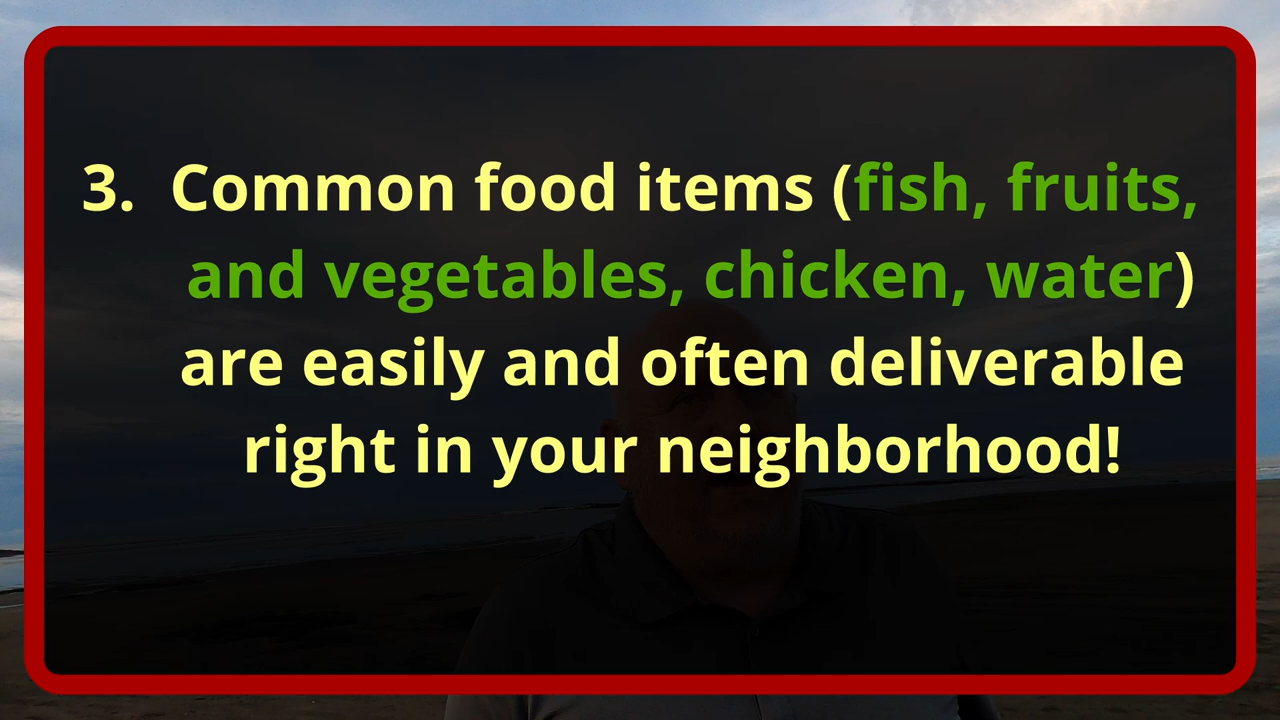 3. Common food items (fish, fruits,
and vegetables, chicken, water)
are easily and often deliverable
right in your neighborhood!